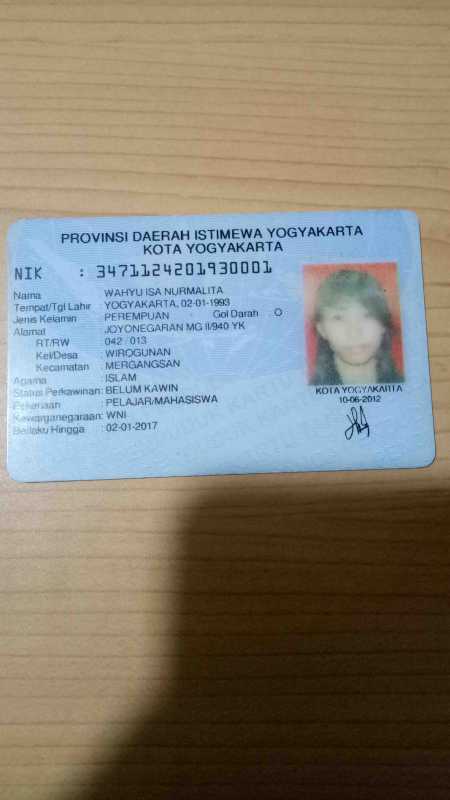 PROVINSI DAERAH ISTIMEWA YOGYAKARTA
KOTA YOGYAKARTA
NIK : 3471124201930001
Nama : WAHYU ISA NURMALITA
Tempat/Tgl Lahir : YOGYAKARTA, 02-01-1993
Jenis Kelamin : PEREMPUAN Gol Darah : O
Alamat : JOYONEGARAN MG II/940 YK
RT/RW : 042 / 013
Kel/Desa : WIROGUNAN
Kecamatan : MERGANGSAN
Agama : ISLAM
Status Perkawinan: BELUM KAWIN
Pekerjaan : PELAJAR/MAHASISWA
Kewarganegaraan: WNI
Berlaku Hingga : 02-01-2017
KOTA YOGYAKARTA
10-06-2012